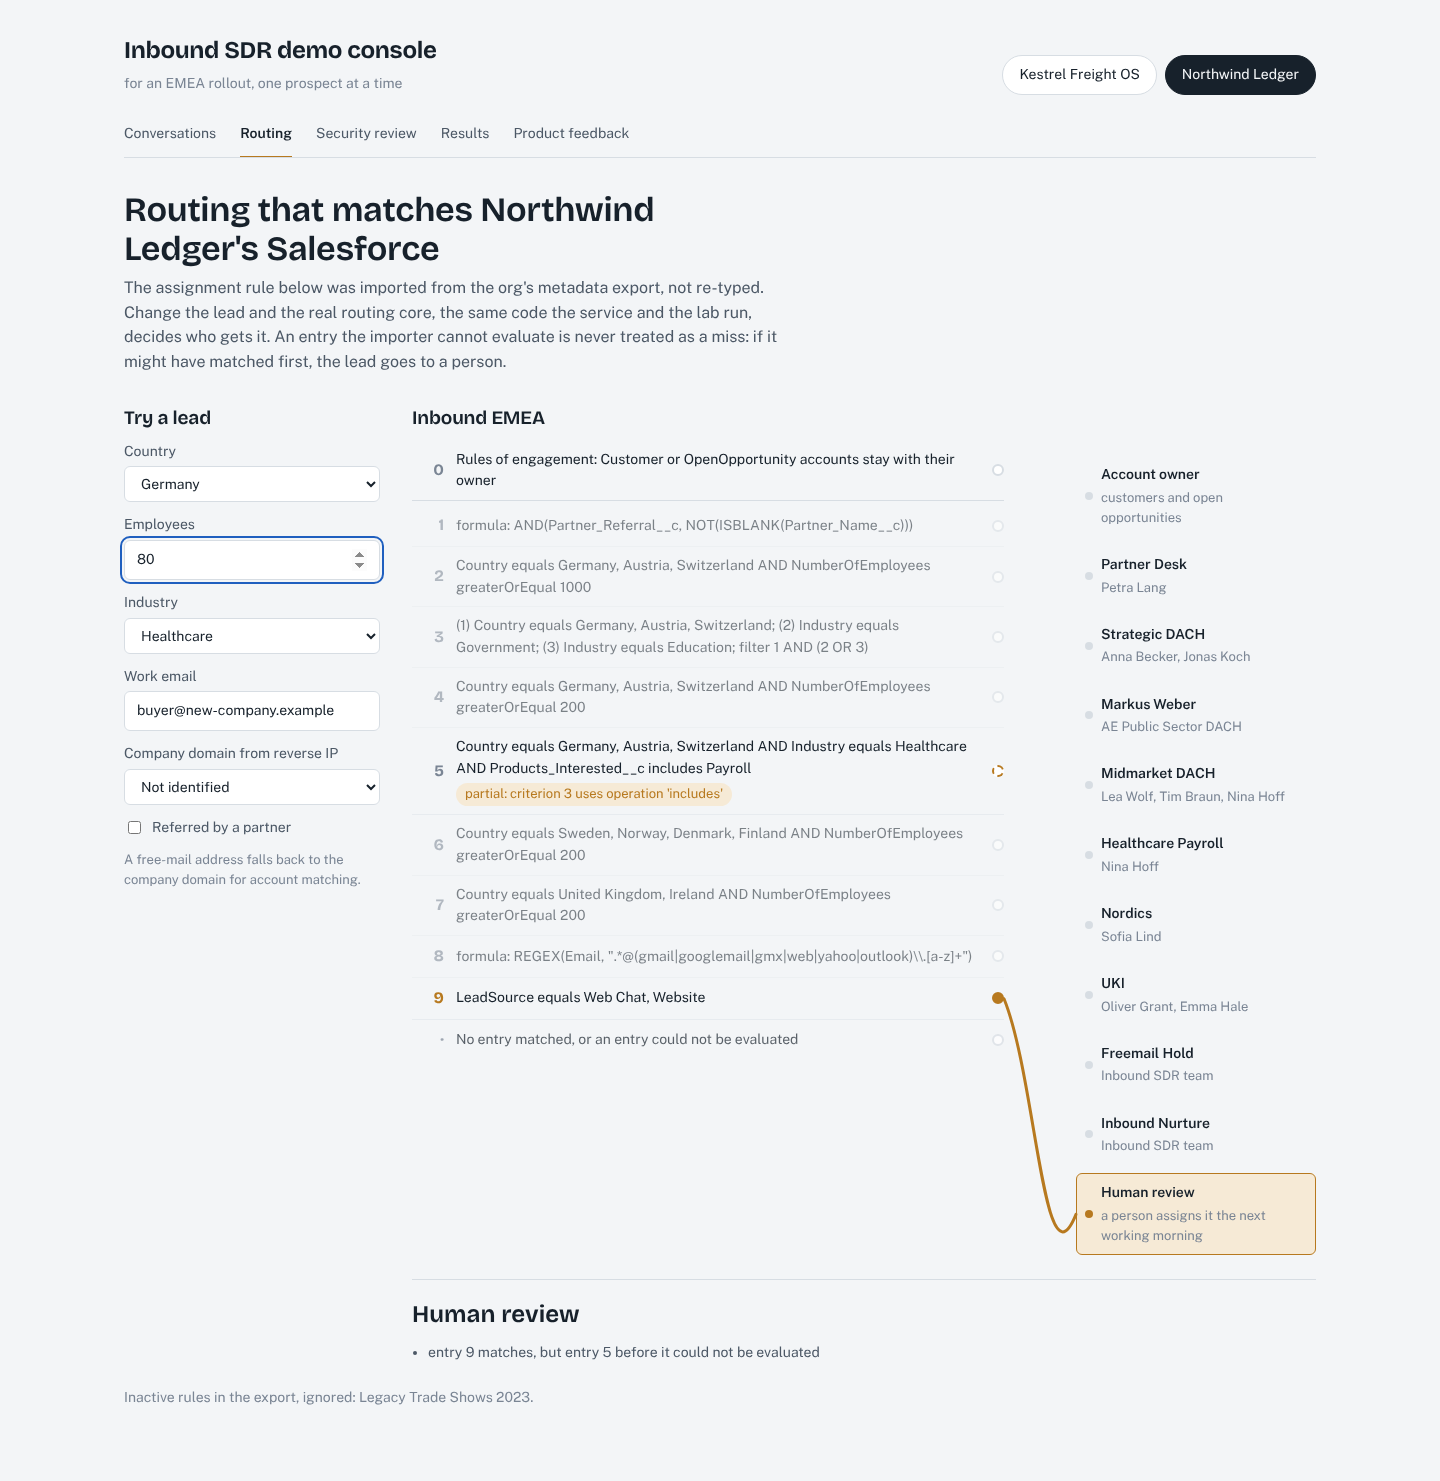 Inbound SDR demo console
for an EMEA rollout, one prospect at a time
Kestrel Freight OS
Northwind Ledger
Conversations
Routing
Security review
Results
Product feedback
Routing that matches Northwind
Ledger's Salesforce
The assignment rule below was imported from the org's metadata export, not re-typed.
Change the lead and the real routing core, the same code the service and the lab run,
decides who gets it. An entry the importer cannot evaluate is never treated as a miss: if it
might have matched first, the lead goes to a person.
Try a lead
Country
Germany
Employees
80
Industry
Healthcare
Work email
buyer@new-company.example
Company domain from reverse IP
Not identified
Referred by a partner
A free-mail address falls back to the
company domain for account matching.
Inbound EMEA
0
Rules of engagement: Customer or OpenOpportunity accounts stay with their
owner
1
formula: AND(Partner_Referral__c, NOT(ISBLANK(Partner_Name__c)))
2
Country equals Germany, Austria, Switzerland AND NumberOfEmployees
greaterOrEqual 1000
3
(1) Country equals Germany, Austria, Switzerland; (2) Industry equals
Government; (3) Industry equals Education; filter 1 AND (2 OR 3)
4
Country equals Germany, Austria, Switzerland AND NumberOfEmployees
greaterOrEqual 200
5
Country equals Germany, Austria, Switzerland AND Industry equals Healthcare
AND Products_Interested__c includes Payroll
partial: criterion 3 uses operation 'includes'
6
Country equals Sweden, Norway, Denmark, Finland AND NumberOfEmployees
greaterOrEqual 200
7
Country equals United Kingdom, Ireland AND NumberOfEmployees
greaterOrEqual 200
8
formula: REGEX(Email, ".*@(gmail|googlemail|gmx|web|yahoo|outlook)\\.[a-z]+")
9
LeadSource equals Web Chat, Website
· No entry matched, or an entry could not be evaluated
Account owner
customers and open
opportunities
Partner Desk
Petra Lang
Strategic DACH
Anna Becker, Jonas Koch
Markus Weber
AE Public Sector DACH
Midmarket DACH
Lea Wolf, Tim Braun, Nina Hoff
Healthcare Payroll
Nina Hoff
Nordics
Sofia Lind
UKI
Oliver Grant, Emma Hale
Freemail Hold
Inbound SDR team
Inbound Nurture
Inbound SDR team
Human review
a person assigns it the next
working morning
Human review
• entry 9 matches, but entry 5 before it could not be evaluated
Inactive rules in the export, ignored: Legacy Trade Shows 2023.